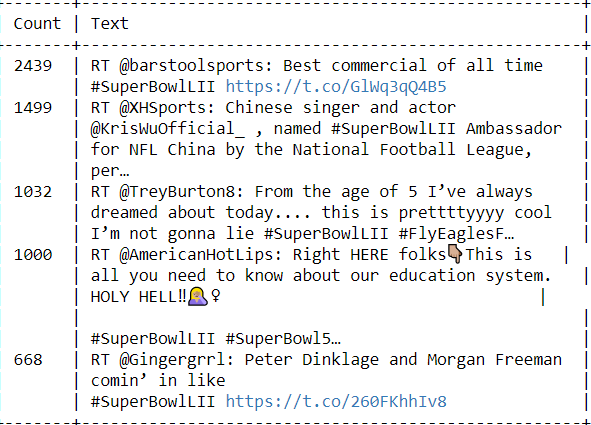 Count | Text |
2439 | RT @barstoolsports: Best commercial of all time |
| #SuperBowlLII https://t.co/GlWq3qQ4B5 |
1499 | RT @XHSports: Chinese singer and actor |
| @KrisWuOfficial_ , named #SuperBowlLII Ambassador |
| for NFL China by the National Football League, |
| per… |
1032 | RT @TreyBurton8: From the age of 5 I’ve always |
| dreamed about today.... this is prettttyyyy cool |
| I’m not gonna lie #SuperBowlLII #FlyEaglesF… |
1000 | RT @AmericanHotLips: Right HERE folks👇🏽This is |
| all you need to know about our education system. |
| HOLY HELL‼🤦‍♀ |
| #SuperBowlLII #SuperBowl5… |
668 | RT @Gingergrrl: Peter Dinklage and Morgan Freeman |
| comin’ in like |
| #SuperBowlLII https://t.co/260FKhhIv8 |